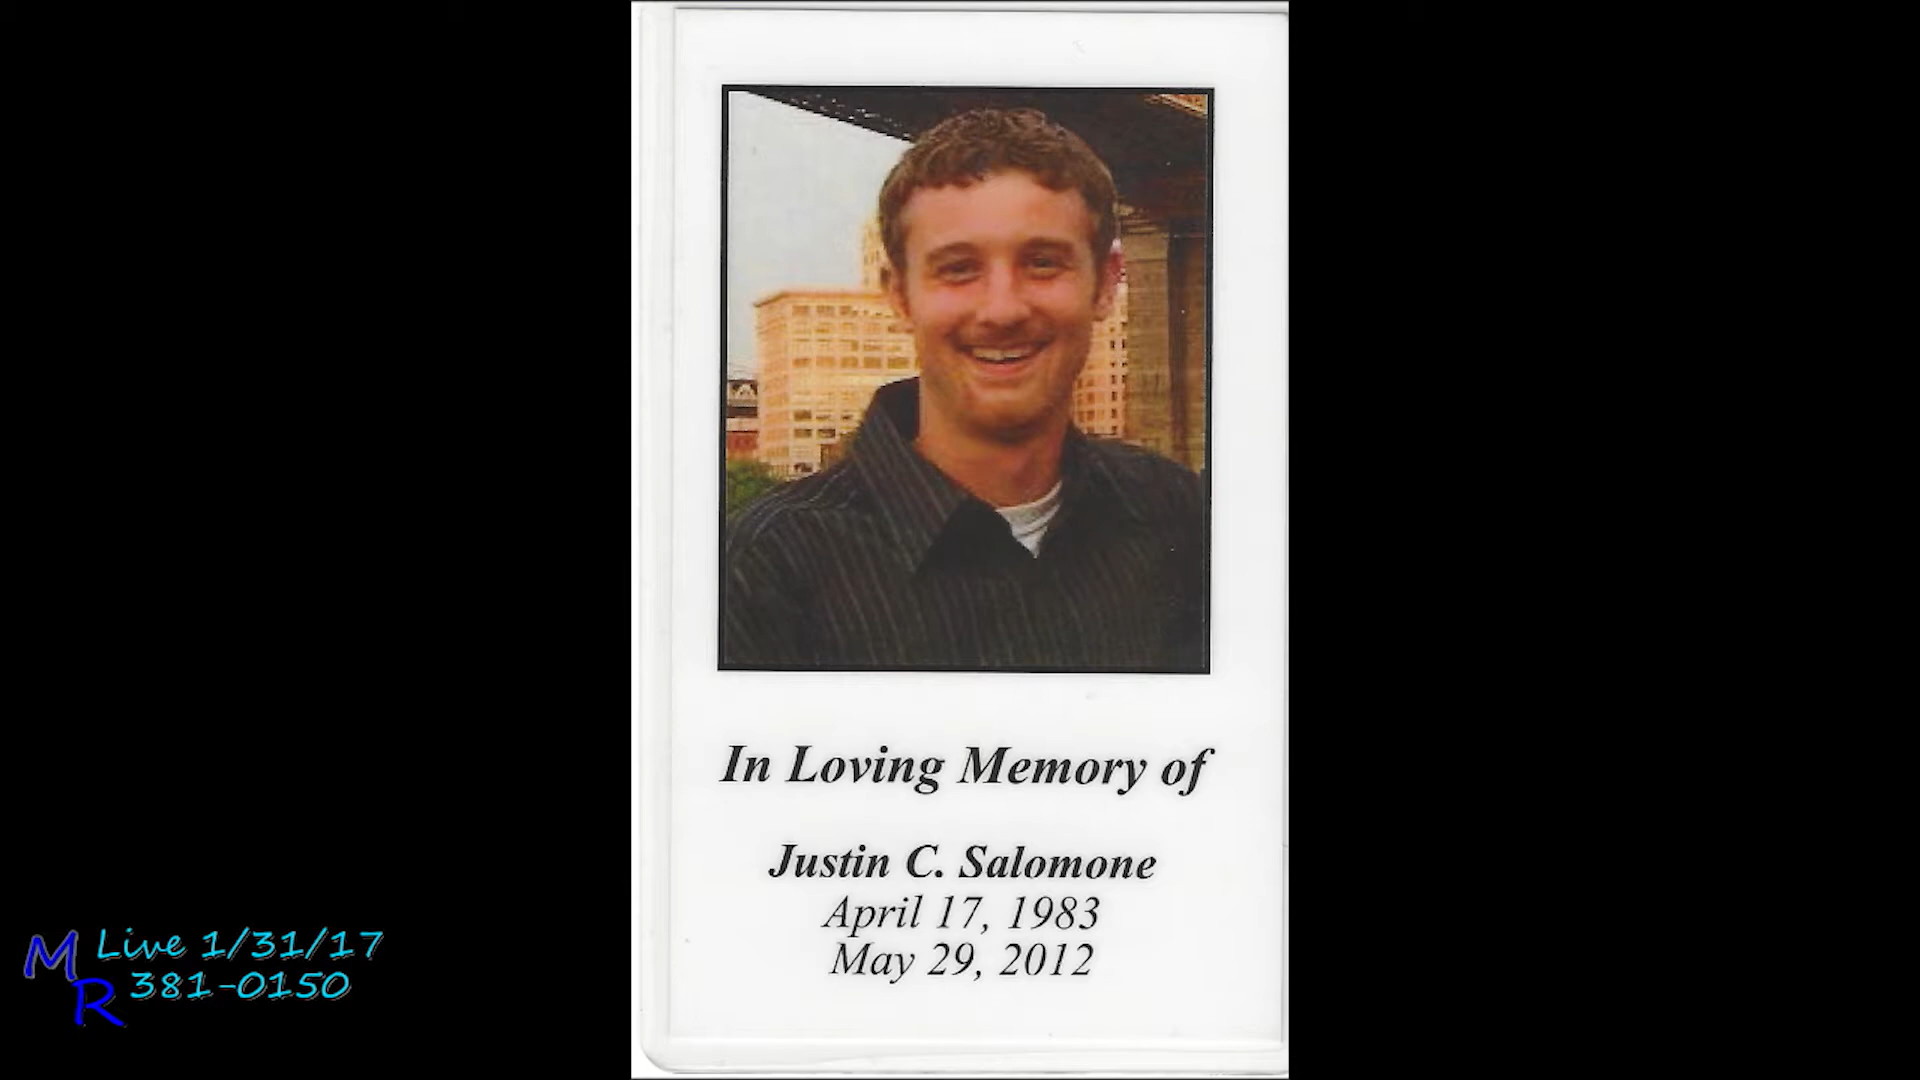 In Loving Memory of
Justin C. Salomone
April 17, 1983
May 29, 2012
MR
Live 1/31/17
381-0150